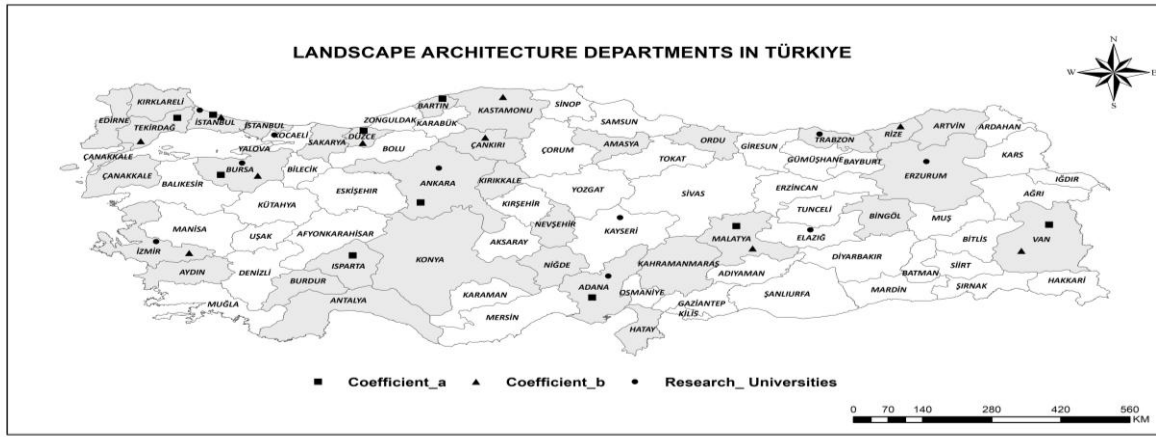 LANDSCAPE ARCHITECTURE DEPARTMENTS IN TÜRKIYE
N
W E
S
KIRKLARELİ
EDİRNE
TEKİRDAĞ
İSTANBUL
İSTANBUL
KOCAELİ
YALOVA
SAKARYA
DÜZCE
ZONGULDAK
BARTIN
KARABÜK
KASTAMONU
SİNOP
SAMSUN
BOLU
ÇANKIRI
ÇORUM
AMASYA
ORDU
GİRESUN
TRABZON
RİZE
ARTVİN
ARDAHAN
KARS
ÇANAKKALE
ÇANAKKALE
BALIKESİR
BURSA
BİLECİK
ESKİŞEHİR
ANKARA
KIRIKKALE
TOKAT
GÜMÜŞHANE
BAYBURT
ERZURUM
IĞDIR
AĞRI
KÜTAHYA
KIRŞEHİR
YOZGAT
SİVAS
ERZİNCAN
TUNCELİ
BİNGÖL
MUŞ
MANİSA
UŞAK
AFYONKARAHİSAR
NEVŞEHİR
KAYSERİ
MALATYA
ELAZIĞ
BİTLİS
VAN
İZMİR
AYDIN
DENİZLİ
ISPARTA
KONYA
AKSARAY
NİĞDE
KAHRAMANMARAŞ
ADIYAMAN
DİYARBAKIR
BATMAN
SİİRT
ŞIRNAK
HAKKARİ
MUĞLA
BURDUR
ANTALYA
KARAMAN
MERSİN
ADANA
OSMANİYE
GAZİANTEP
KİLİS
ŞANLIURFA
MARDİN
HATAY
Coefficient_a Coefficient_b Research_ Universities
0 70 140 280 420 560
KM